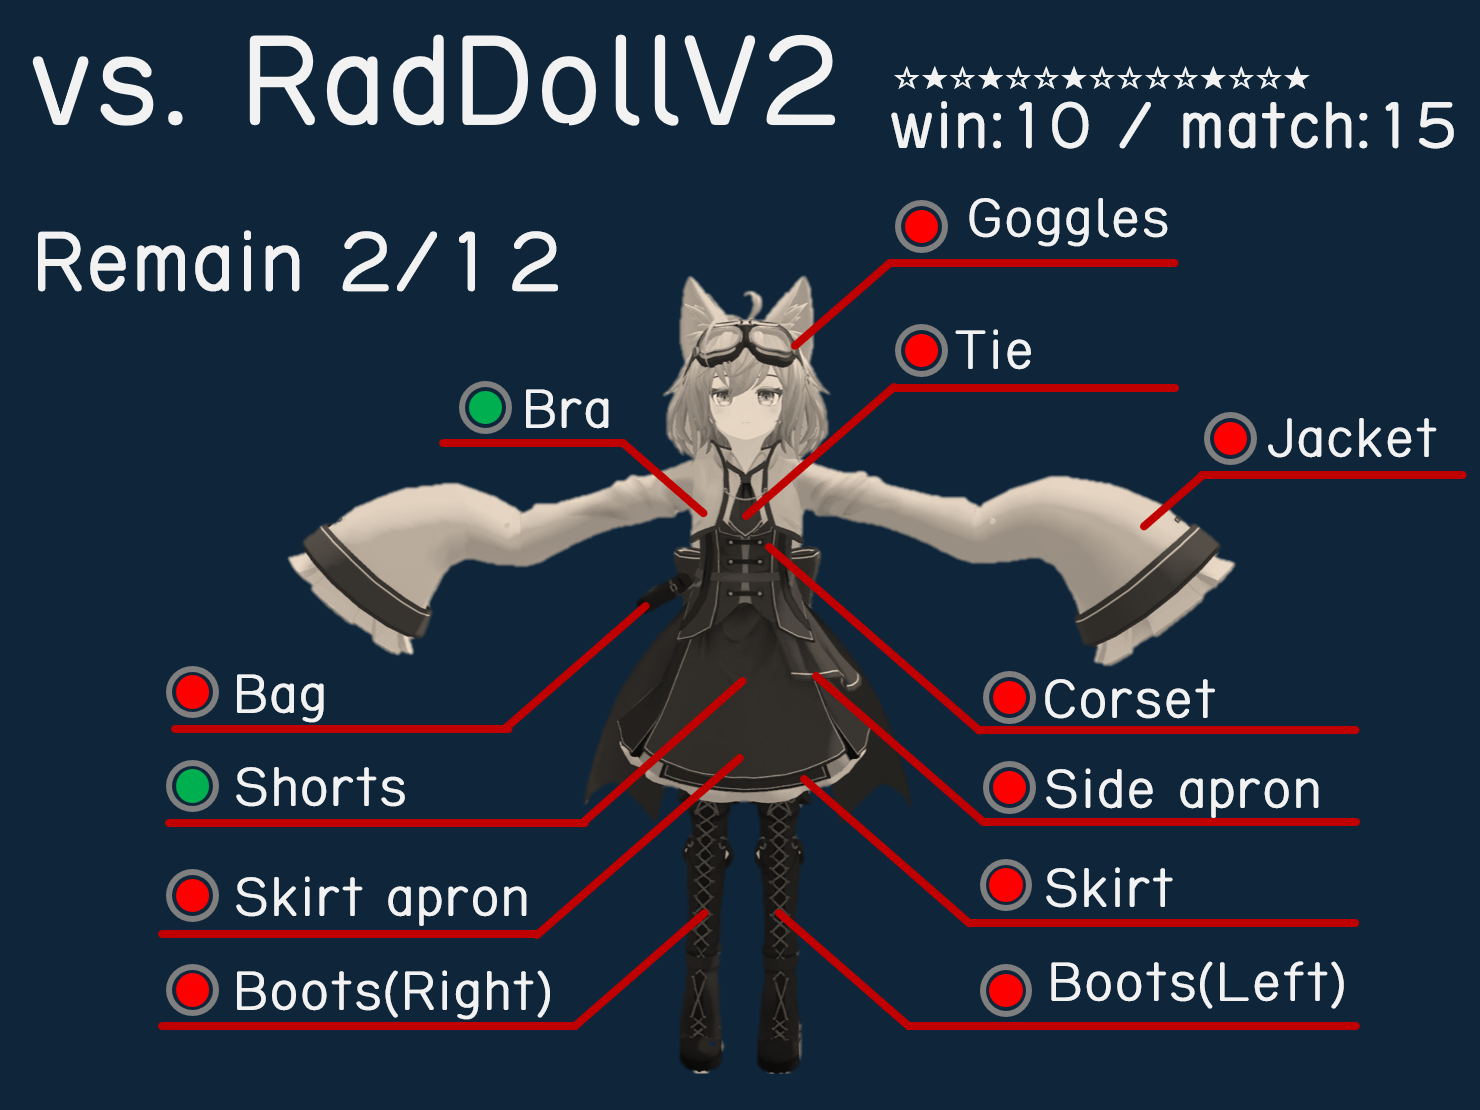 vs. RadDollV2
☆★☆★☆☆★☆☆☆☆★☆☆★
win:10 / match:15
Remain 2/12
Goggles
Tie
Bra
Jacket
Bag
Corset
Shorts
Side apron
Skirt apron
Skirt
Boots(Right)
Boots(Left)